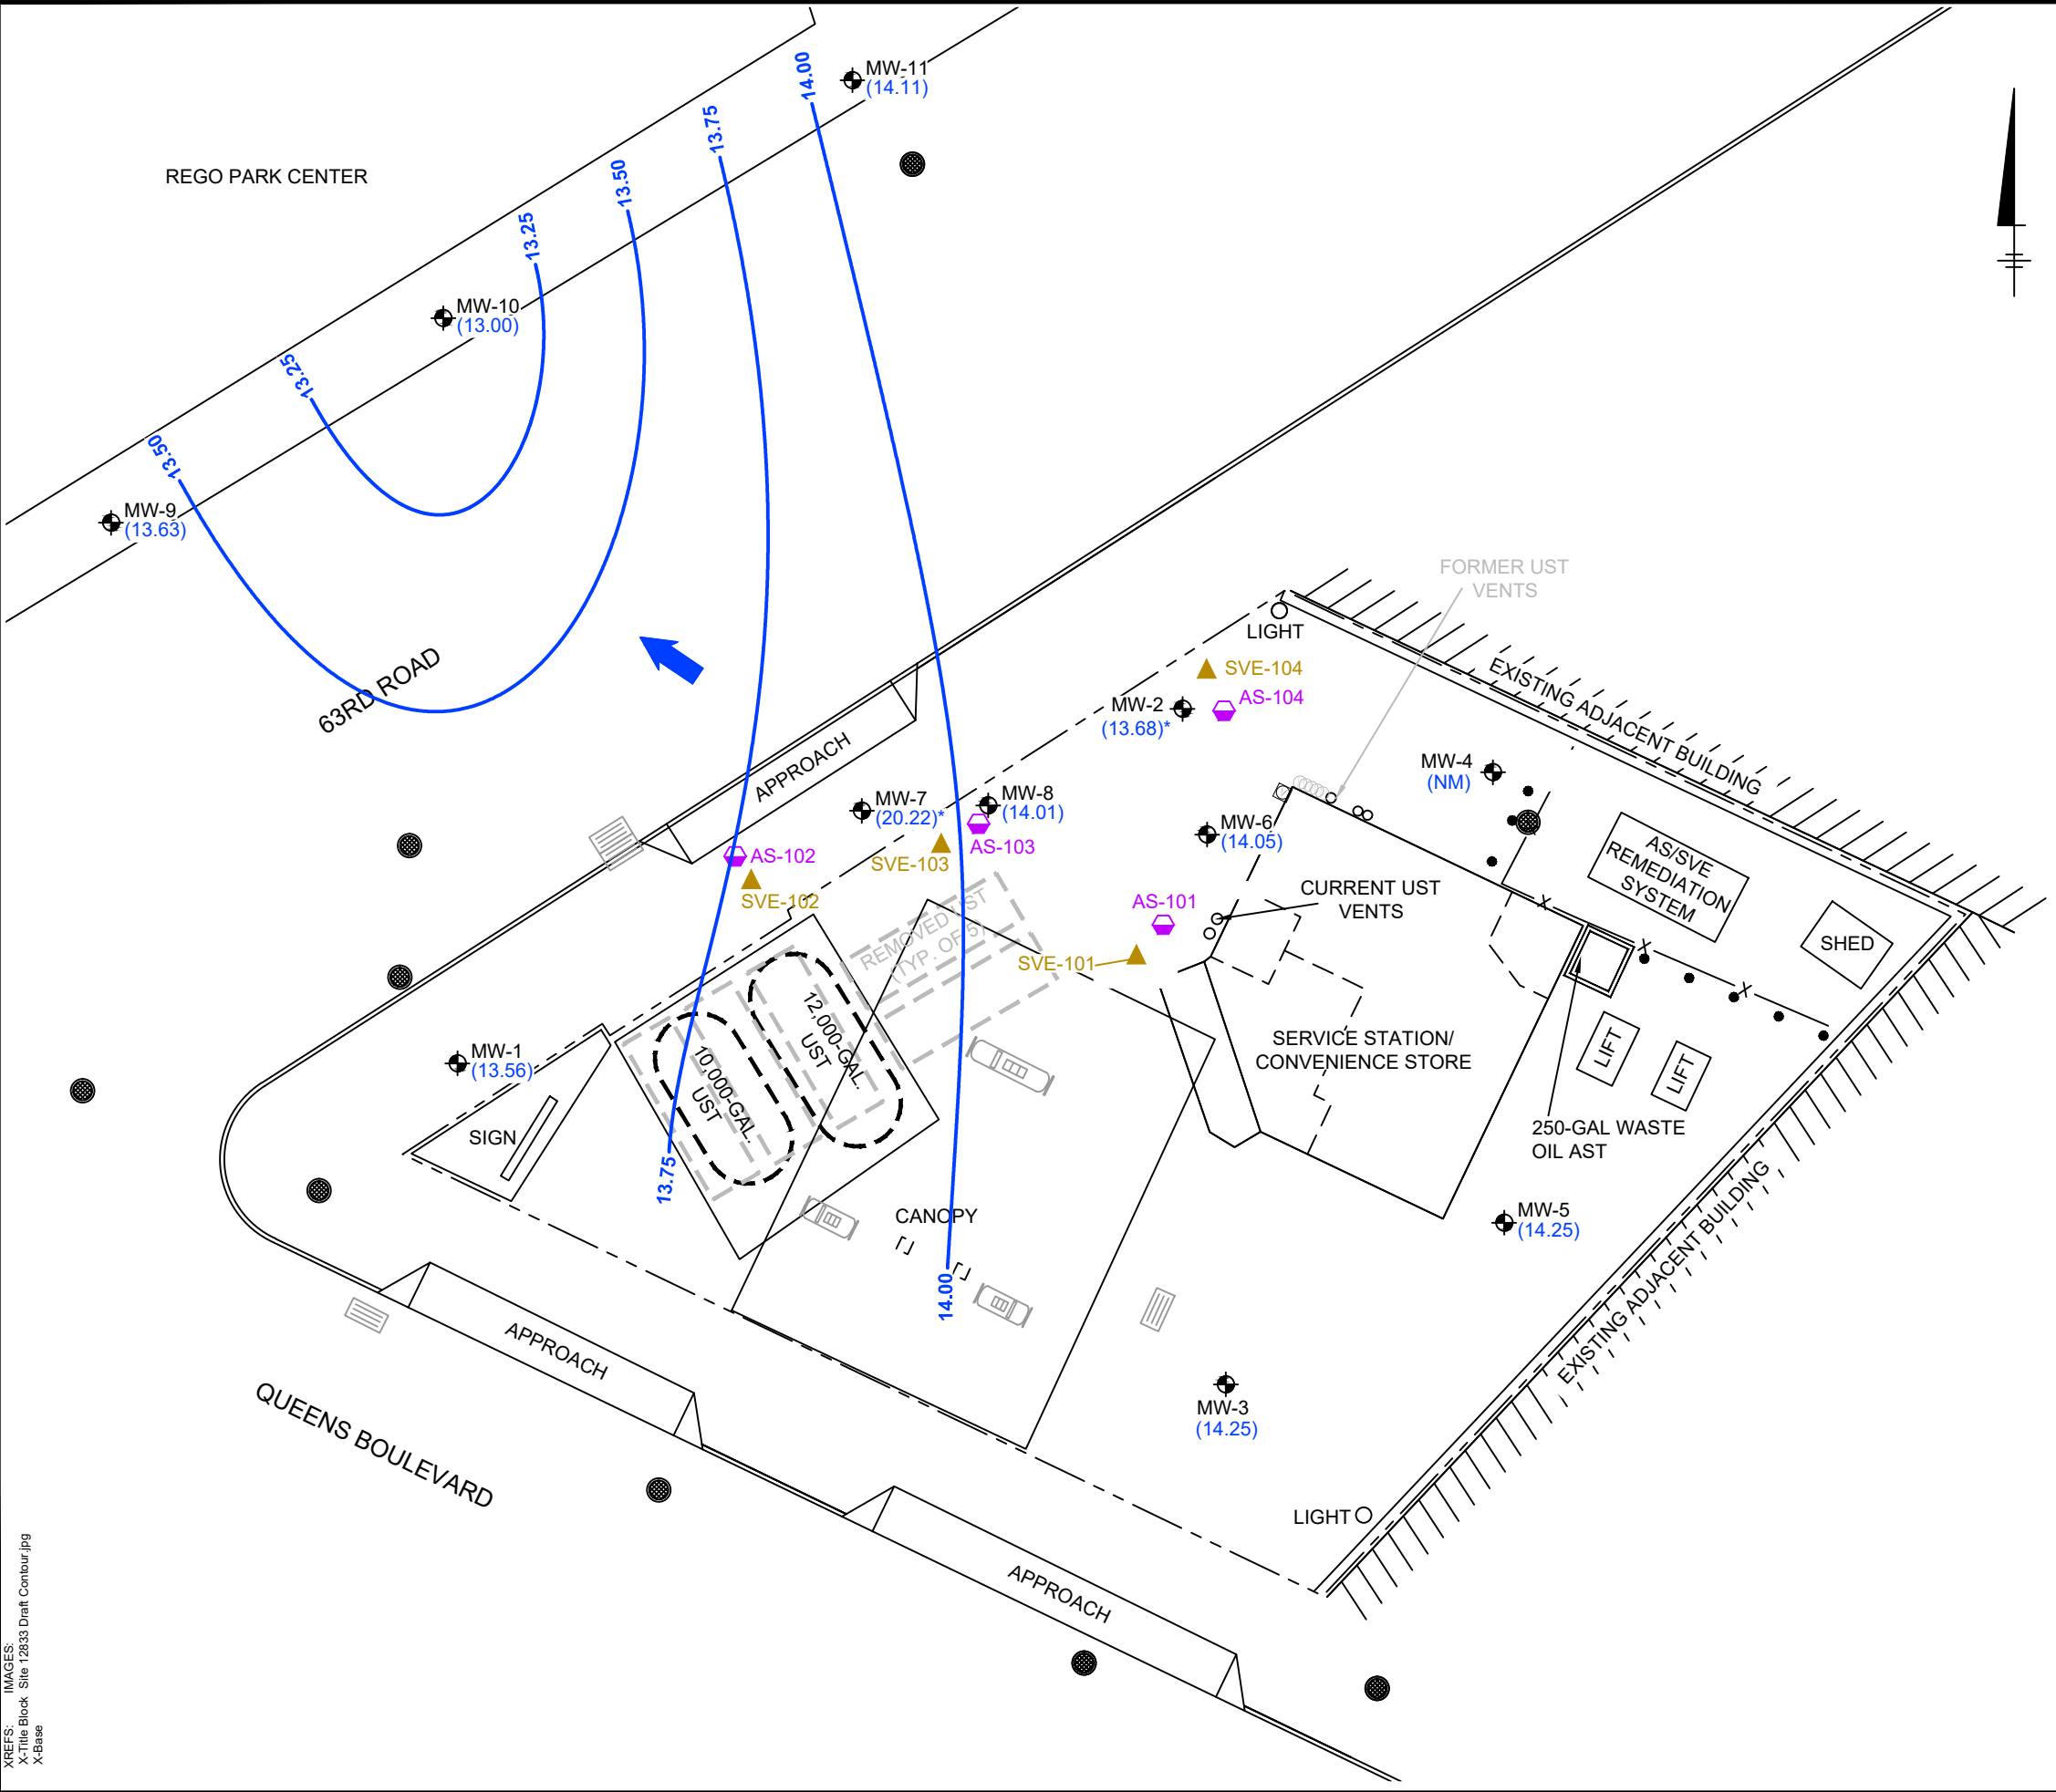 14.00
MW-11
(14.11)
13.75
REGO PARK CENTER
13.50
13.25
MW-10
(13.00)
13.25
13.50
MW-9
(13.63)
FORMER UST
VENTS
LIGHT
63RD ROAD
SVE-104
EXISTING ADJACENT BUILDING
AS-104
MW-2
(13.68)*
APPROACH
MW-4
(NM)
MW-7
(20.22)*
MW-8
(14.01)
MW-6
(14.05)
AS-102
SVE-103
AS-103
AS/SVE
REMEDIATION
SYSTEM
SVE-102
AS-101
CURRENT UST
VENTS
REMOVED UST
(TYP. OF 5)
SVE-101
SHED
12,000-GAL.
UST
10,000-GAL.
UST
MW-1
(13.56)
SERVICE STATION/
CONVENIENCE STORE
LIFT
LIFT
SIGN
250-GAL WASTE
OIL AST
13.75
CANOPY
MW-5
(14.25)
14.00
EXISTING ADJACENT BUILDING
APPROACH
MW-3
(14.25)
QUEENS BOULEVARD
LIGHT
APPROACH
XREFS: IMAGES:
X-Title Block Site 12833 Draft Contour.jpg
X-Base
X
X
X